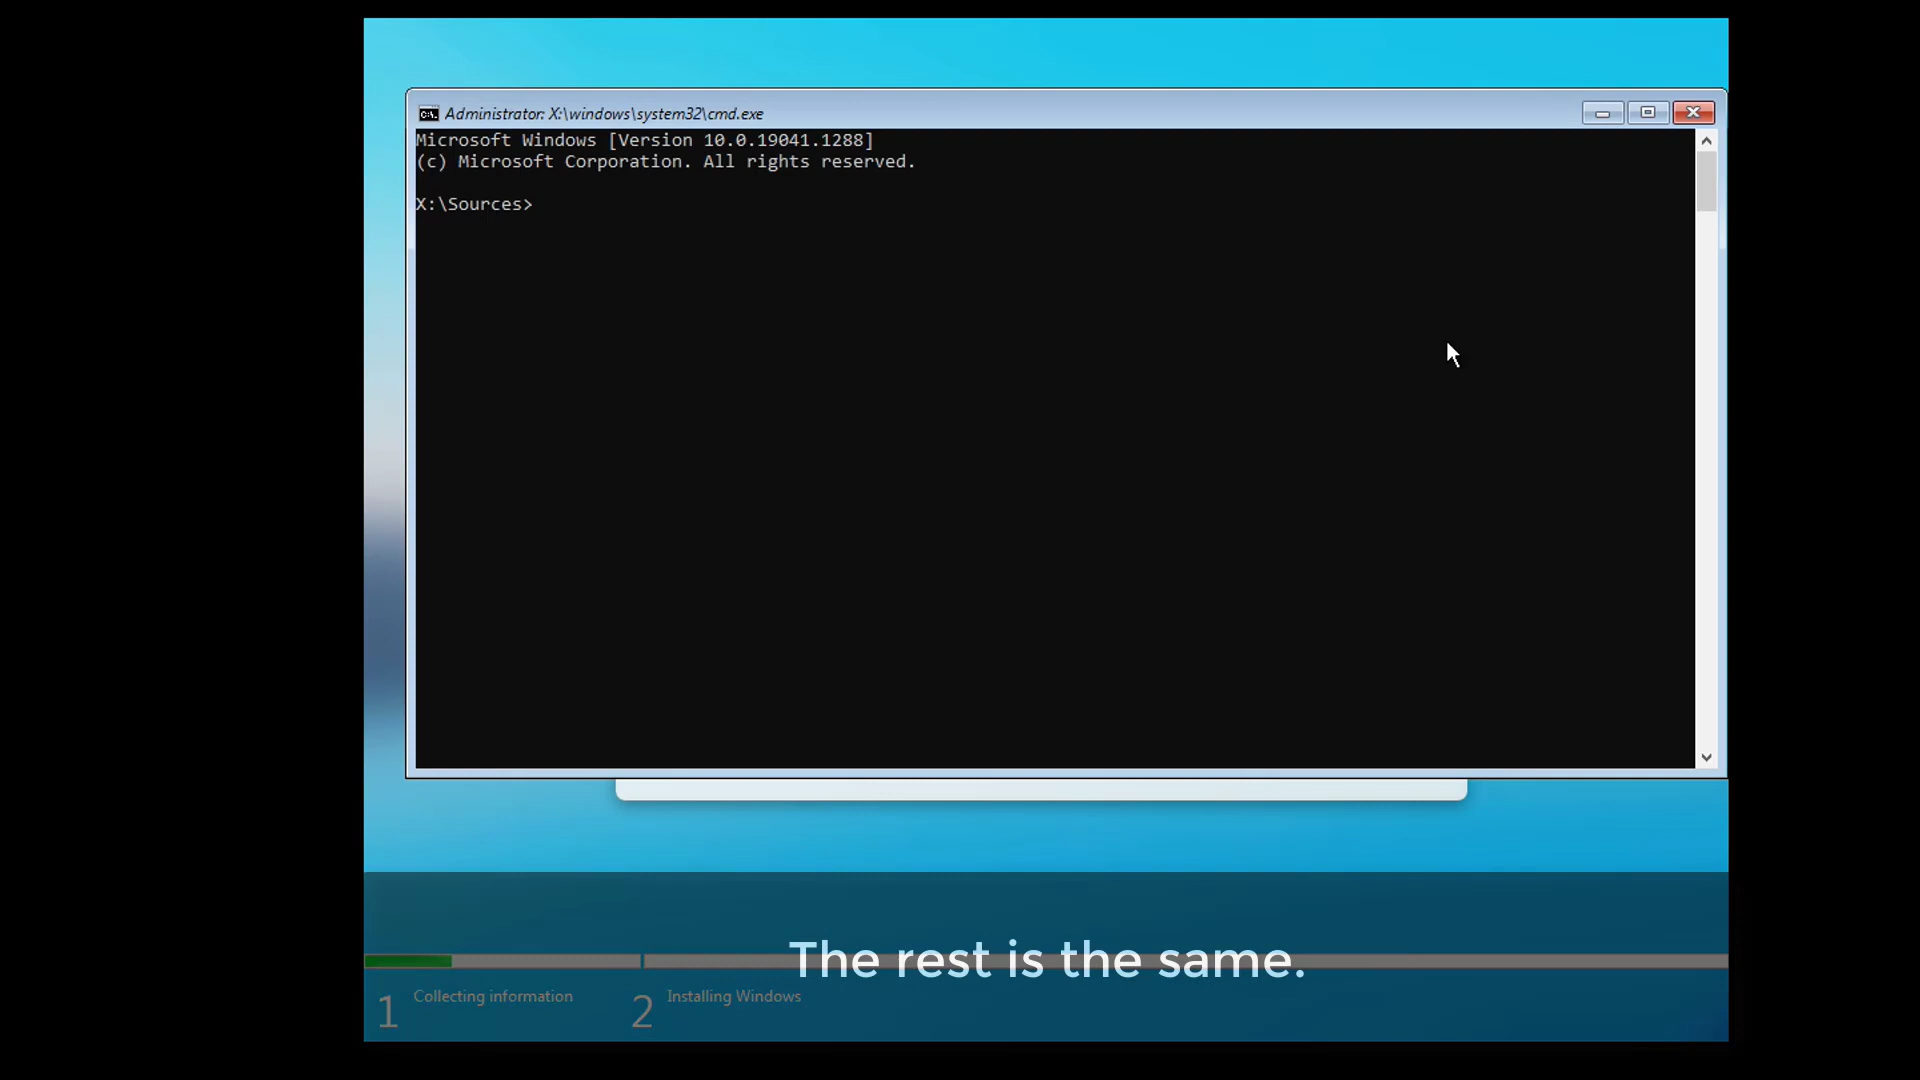 Administrator: X:\windows\system32\cmd.exe
Microsoft Windows [Version 10.0.19041.1288]
(c) Microsoft Corporation. All rights reserved.
X:\Sources>
The rest is the same.
1 Collecting information 2 Installing Windows